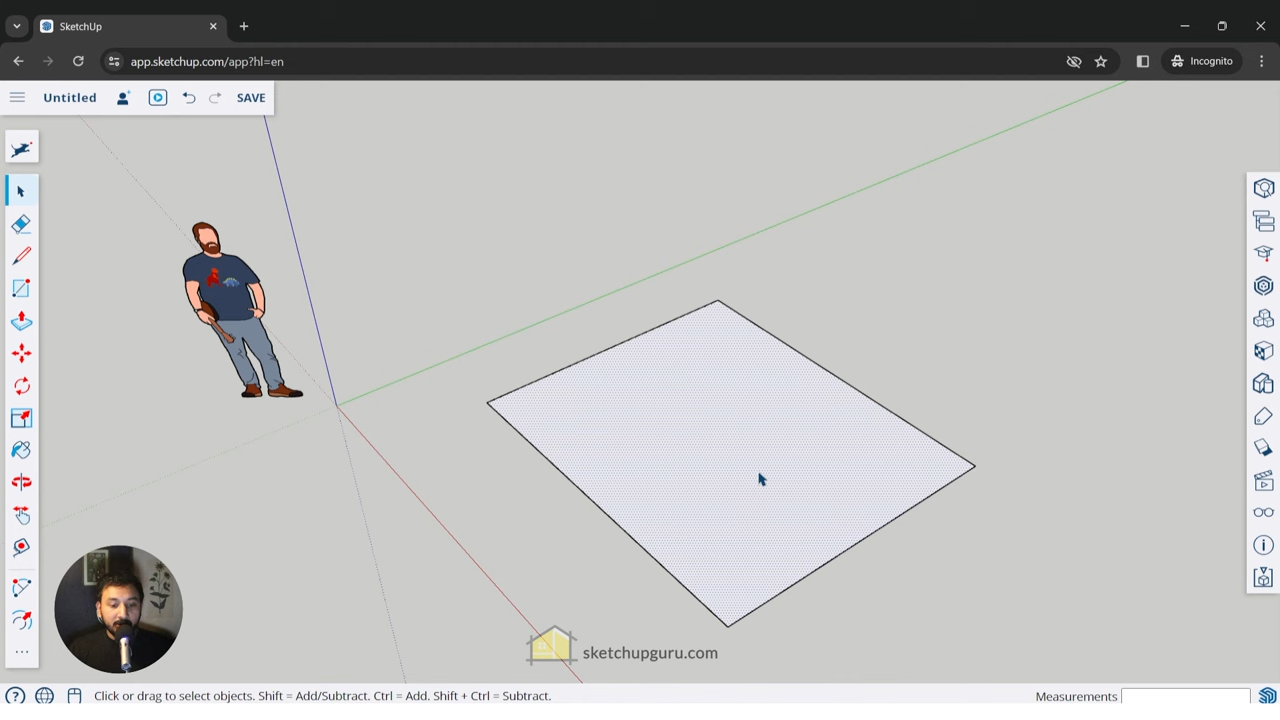 SketchUp
app.sketchup.com/app?hl=en
Incognito
Untitled
SAVE
sketchupguru.com
Click or drag to select objects. Shift = Add/Subtract. Ctrl = Add. Shift + Ctrl = Subtract.
Measurements